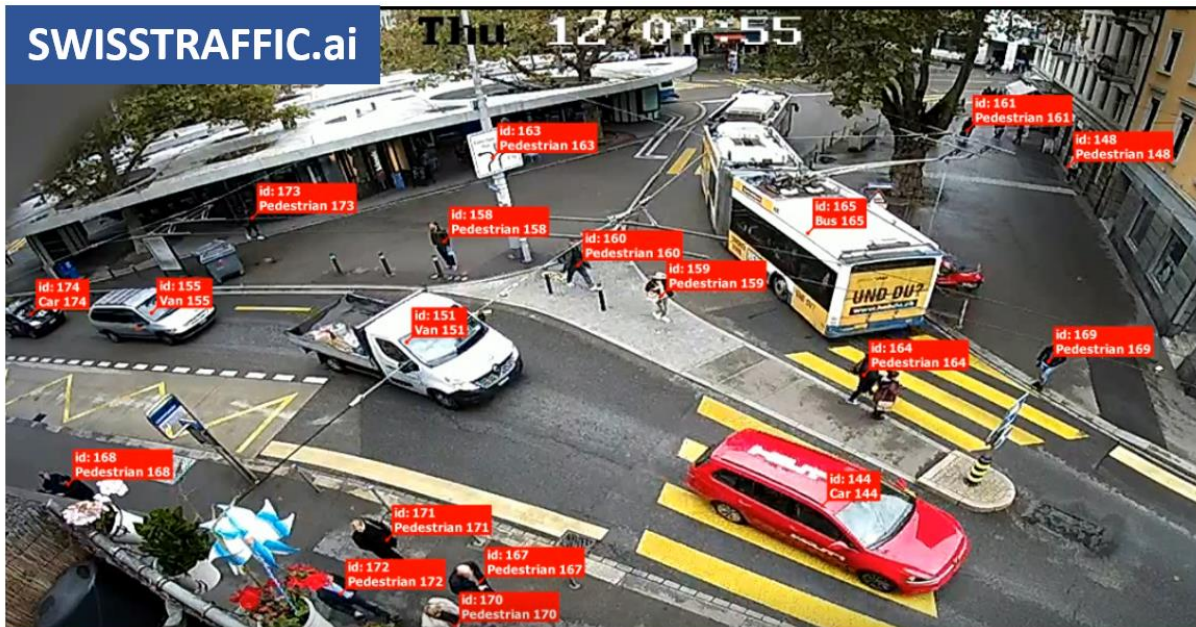 SWISSTRAFFIC.ai
Thu 12 07:55
id: 161
Pedestrian 161
id: 163
Pedestrian 163
id: 148
Pedestrian 148
id: 173
Pedestrian 173
id: 158
Pedestrian 158
id: 165
Bus 165
id: 160
Pedestrian 160
id: 159
Pedestrian 159
id: 174
Car 174
id: 155
Van 155
UND DU?
id: 151
Van 151
id: 169
Pedestrian 169
id: 164
Pedestrian 164
id: 168
Pedestrian 168
id: 144
Car 144
id: 171
Pedestrian 171
id: 167
Pedestrian 167
id: 172
Pedestrian 172
id: 170
Pedestrian 170